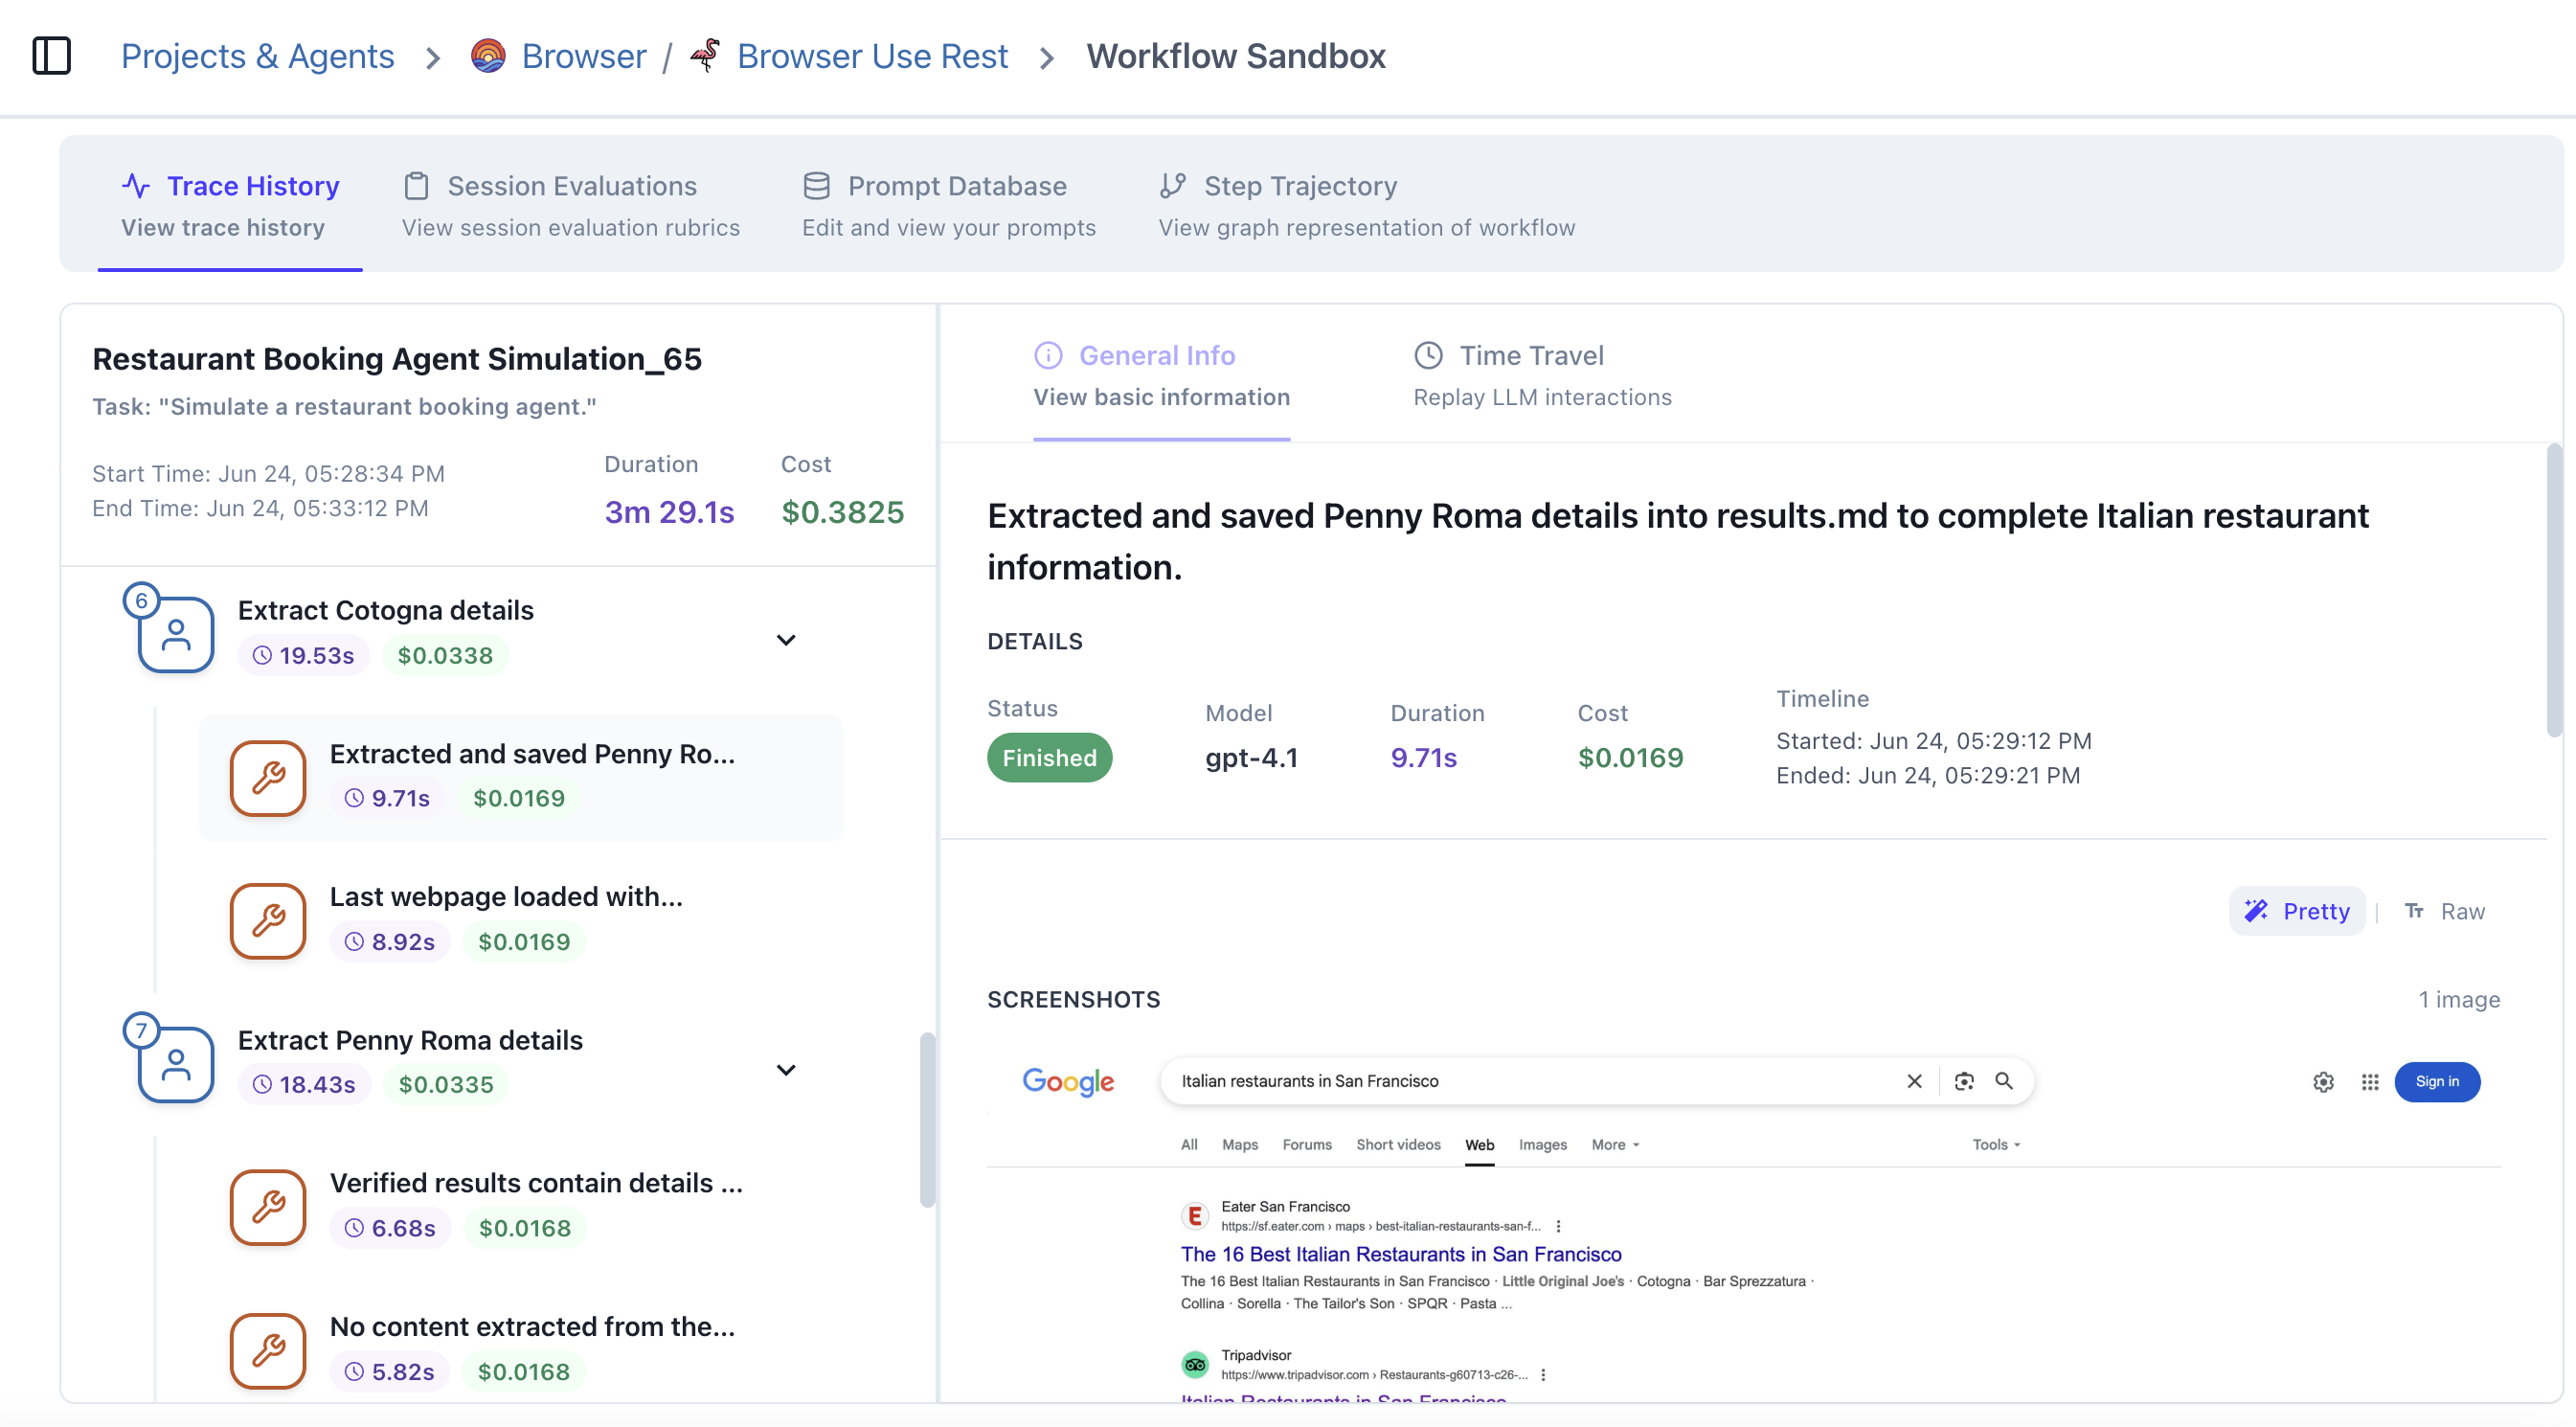 Projects & Agents > Browser / Browser Use Rest > Workflow Sandbox
Trace History
View trace history
Session Evaluations
View session evaluation rubrics
Prompt Database
Edit and view your prompts
Step Trajectory
View graph representation of workflow
Restaurant Booking Agent Simulation_65
Task: "Simulate a restaurant booking agent."
Start Time: Jun 24, 05:28:34 PM
End Time: Jun 24, 05:33:12 PM
Duration
3m 29.1s
Cost
$0.3825
6
Extract Cotogna details
19.53s $0.0338
Extracted and saved Penny Ro...
9.71s $0.0169
Last webpage loaded with...
8.92s $0.0169
7
Extract Penny Roma details
18.43s $0.0335
Verified results contain details ...
6.68s $0.0168
No content extracted from the...
5.82s $0.0168
General Info
View basic information
Time Travel
Replay LLM interactions
Extracted and saved Penny Roma details into results.md to complete Italian restaurant
information.
DETAILS
Status
Finished
Model
gpt-4.1
Duration
9.71s
Cost
$0.0169
Timeline
Started: Jun 24, 05:29:12 PM
Ended: Jun 24, 05:29:21 PM
Pretty | Tт Raw
SCREENSHOTS
1 image
Google
Italian restaurants in San Francisco
Sign in
All Maps Forums Short videos Web Images More Tools
E
Eater San Francisco
https://sf.eater.com › maps › best-italian-restaurants-san-f...
The 16 Best Italian Restaurants in San Francisco
The 16 Best Italian Restaurants in San Francisco · Little Original Joe's · Cotogna · Bar Sprezzatura ·
Collina · Sorella · The Tailor's Son · SPQR · Pasta ...
Tripadvisor
https://www.tripadvisor.com › Restaurants-g60713-c26-...
Italian Restaurants in San Francisco